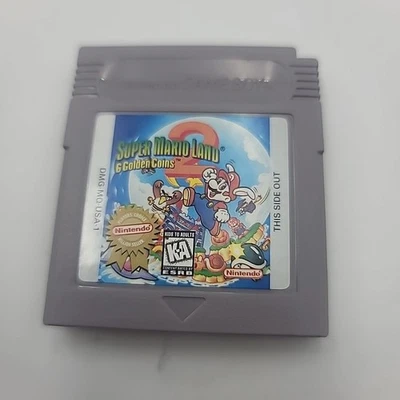 SUPER MARIO LAND
2
6 GOLDEN COINS
DMG-MQ-USA-1
THIS SIDE OUT
Nintendo
KIDS TO ADULTS
K-A
ESRB
Nintendo